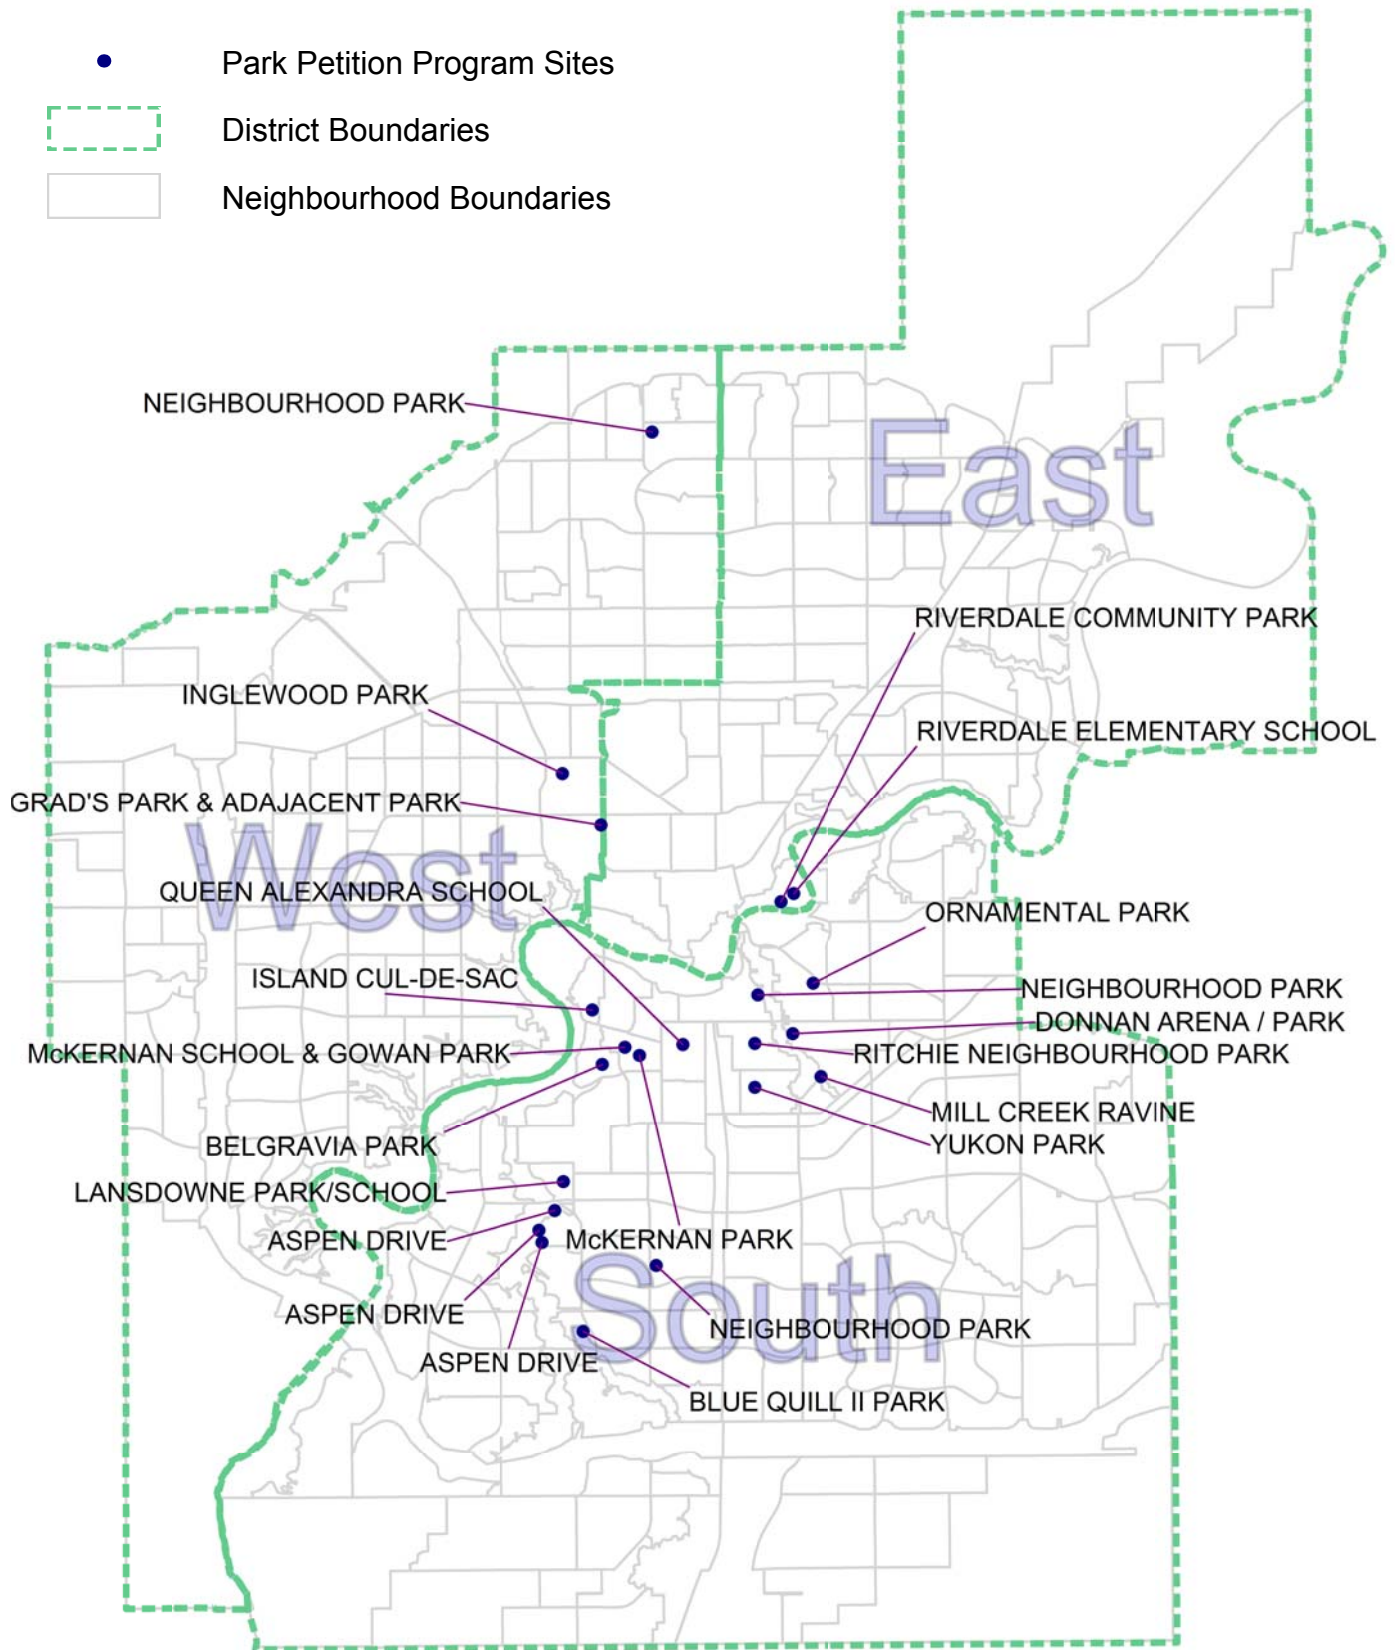 Park Petition Program Sites
District Boundaries
Neighbourhood Boundaries
NEIGHBOURHOOD PARK
East
RIVERDALE COMMUNITY PARK
INGLEWOOD PARK
RIVERDALE ELEMENTARY SCHOOL
GRAD'S PARK & ADAJACENT PARK
West
QUEEN ALEXANDRA SCHOOL
ORNAMENTAL PARK
ISLAND CUL-DE-SAC
NEIGHBOURHOOD PARK
DONNAN ARENA / PARK
McKERNAN SCHOOL & GOWAN PARK
RITCHIE NEIGHBOURHOOD PARK
MILL CREEK RAVINE
BELGRAVIA PARK
YUKON PARK
LANSDOWNE PARK/SCHOOL
ASPEN DRIVE
McKERNAN PARK
ASPEN DRIVE
South
NEIGHBOURHOOD PARK
ASPEN DRIVE
BLUE QUILL II PARK